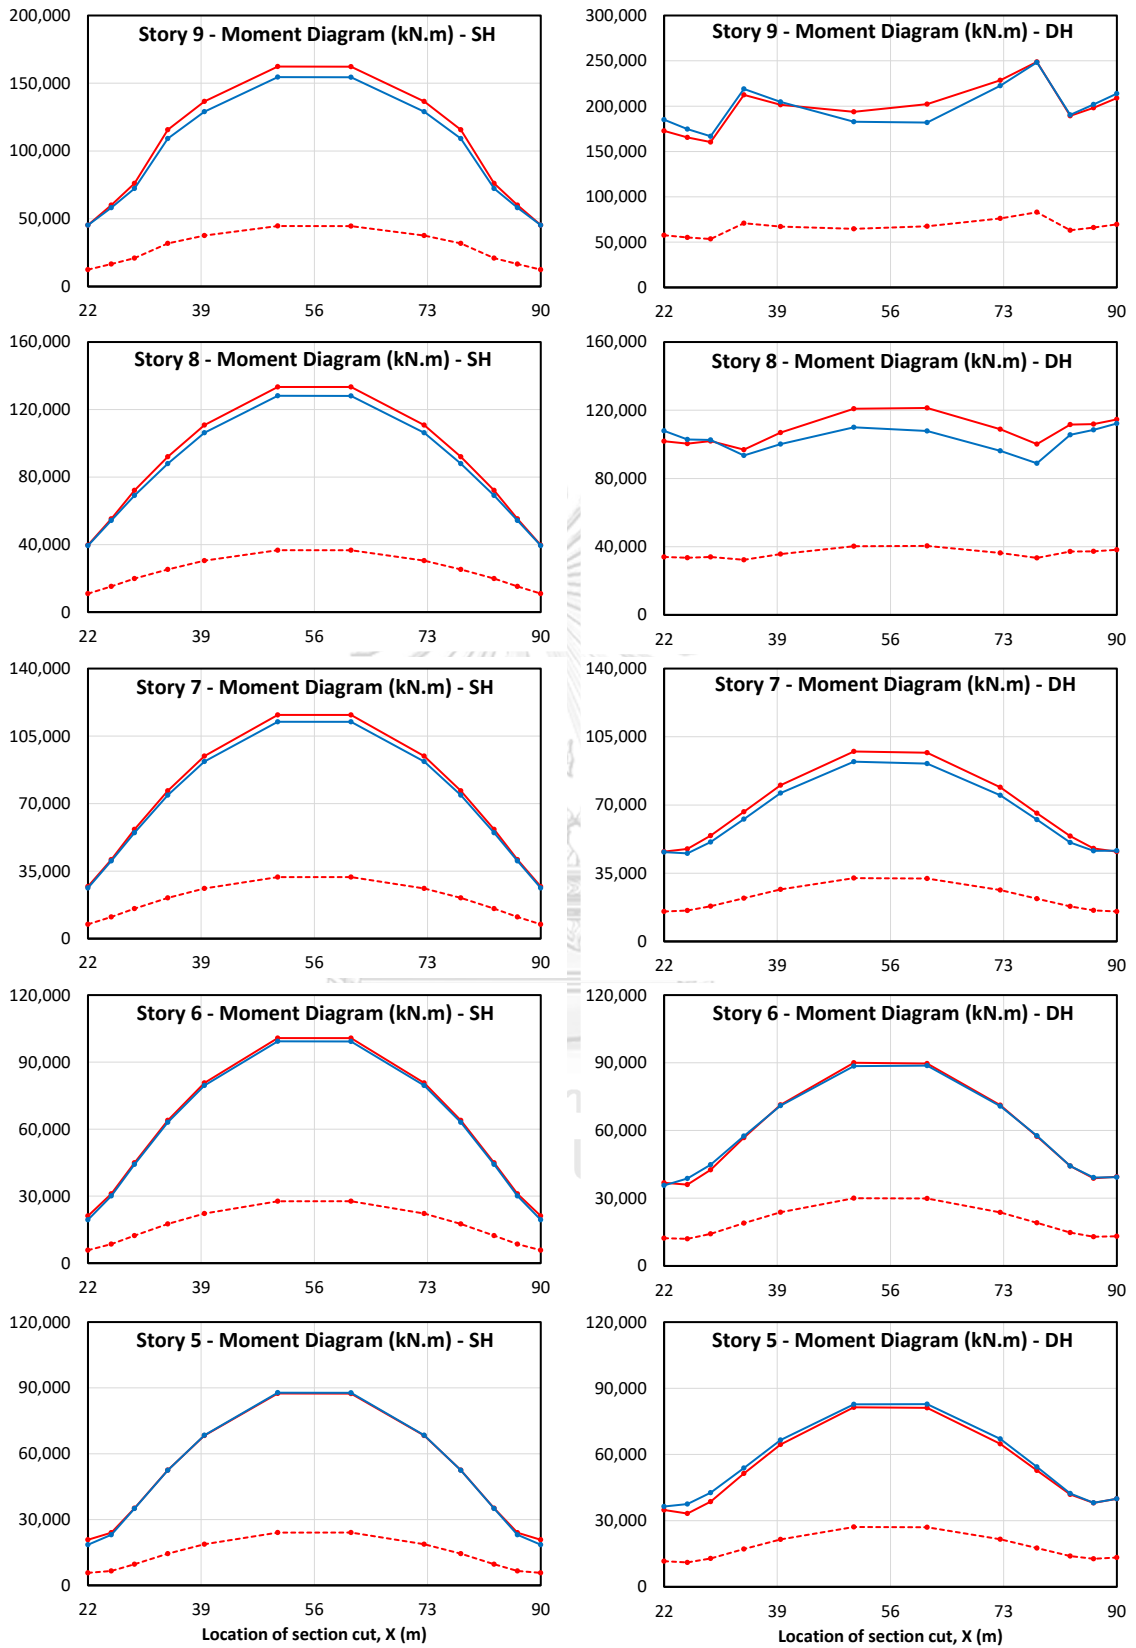 Story 9 - Moment Diagram (kN.m) - SH
200,000
150,000
100,000
50,000
0
22 39 56 73 90
Story 9 - Moment Diagram (kN.m) - DH
300,000
250,000
200,000
150,000
100,000
50,000
0
22 39 56 73 90
Story 8 - Moment Diagram (kN.m) - SH
160,000
120,000
80,000
40,000
0
22 39 56 73 90
Story 8 - Moment Diagram (kN.m) - DH
160,000
120,000
80,000
40,000
0
22 39 56 73 90
Story 7 - Moment Diagram (kN.m) - SH
140,000
105,000
70,000
35,000
0
22 39 56 73 90
Story 7 - Moment Diagram (kN.m) - DH
140,000
105,000
70,000
35,000
0
22 39 56 73 90
Story 6 - Moment Diagram (kN.m) - SH
120,000
90,000
60,000
30,000
0
22 39 56 73 90
Story 6 - Moment Diagram (kN.m) - DH
120,000
90,000
60,000
30,000
0
22 39 56 73 90
Story 5 - Moment Diagram (kN.m) - SH
120,000
90,000
60,000
30,000
0
22 39 56 73 90
Location of section cut, X (m)
Story 5 - Moment Diagram (kN.m) - DH
120,000
90,000
60,000
30,000
0
22 39 56 73 90
Location of section cut, X (m)